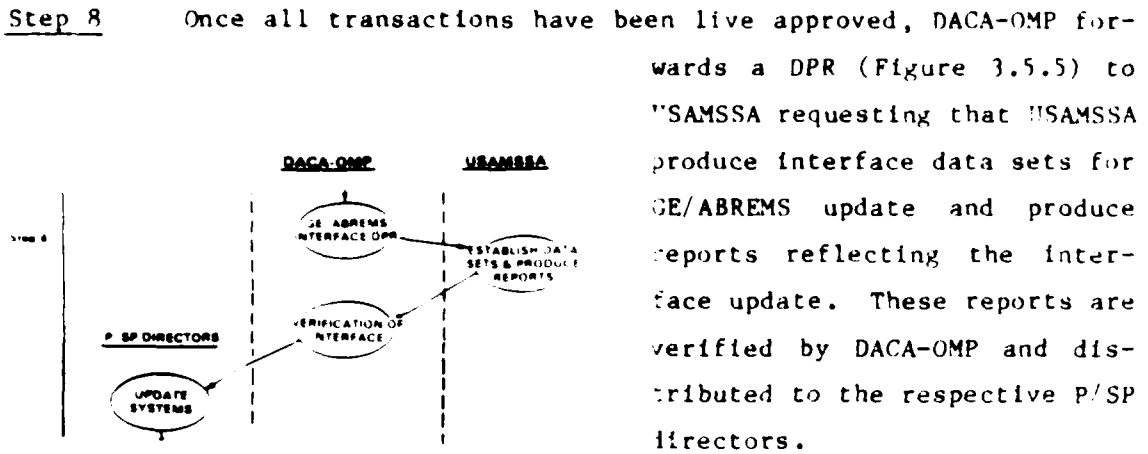 Step 8 Once all transactions have been live approved, DACA-OMP for-
wards a DPR (Figure 3.5.5) to
USAMSSA requesting that USAMSSA
produce interface data sets for
GE/ABREMS update and produce
reports reflecting the inter-
face update. These reports are
verified by DACA-OMP and dis-
tributed to the respective P/SP
directors.
DACA-OMP
USAMSSA
Step 8
GE/ABREMS
INTERFACE DPR
ESTABLISH DATA
SETS & PRODUCE
REPORTS
VERIFICATION OF
INTERFACE
P/SP DIRECTORS
UPDATE
SYSTEMS